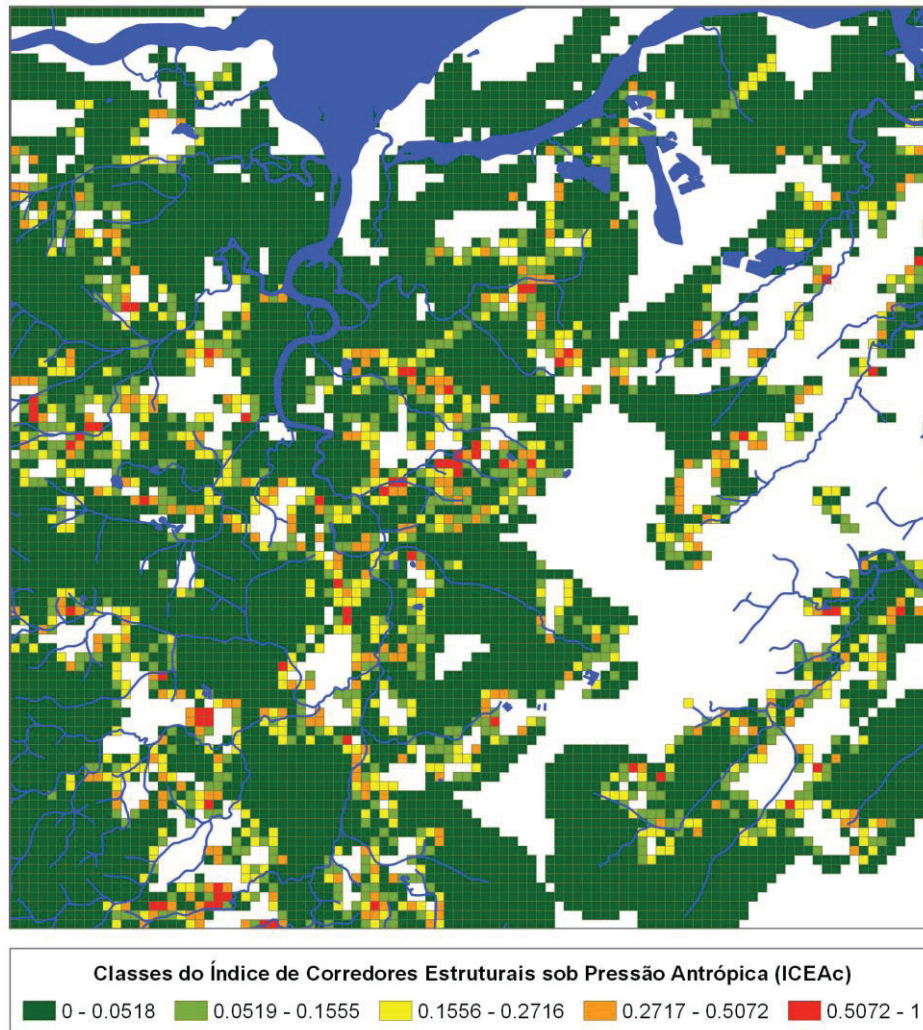 Classes do Índice de Corredores Estruturais sob Pressão Antrópica (ICEAc)
0 - 0.0518 0.0519 - 0.1555 0.1556 - 0.2716 0.2717 - 0.5072 0.5072 - 1